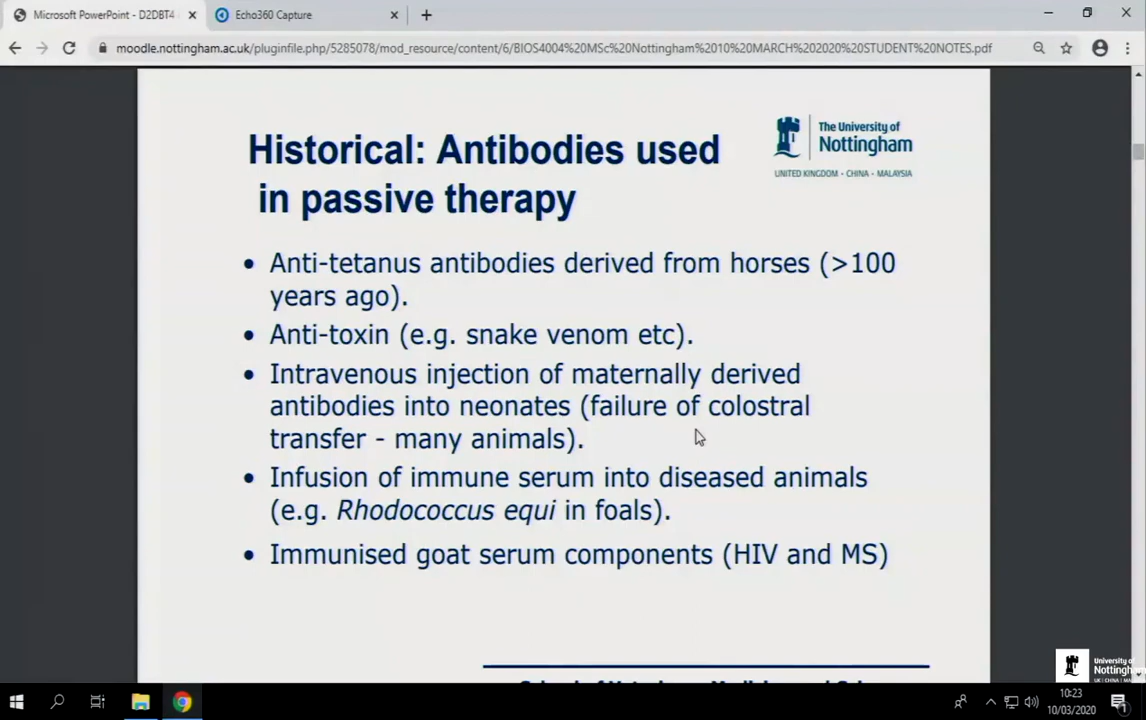 Microsoft PowerPoint - D2DBT4
Echo360 Capture
moodle.nottingham.ac.uk/pluginfile.php/5285078/mod_resource/content/6/BIOS4004%20MSc%20Nottingham%2010%20MARCH%202020%20STUDENT%20NOTES.pdf
Historical: Antibodies used
in passive therapy
The University of
Nottingham
UNITED KINGDOM · CHINA · MALAYSIA
• Anti-tetanus antibodies derived from horses (>100
years ago).
• Anti-toxin (e.g. snake venom etc).
• Intravenous injection of maternally derived
antibodies into neonates (failure of colostral
transfer - many animals).
• Infusion of immune serum into diseased animals
(e.g. Rhodococcus equi in foals).
• Immunised goat serum components (HIV and MS)
University of
Nottingham
UK | CHINA | MALAYSIA
10:23
10/03/2020